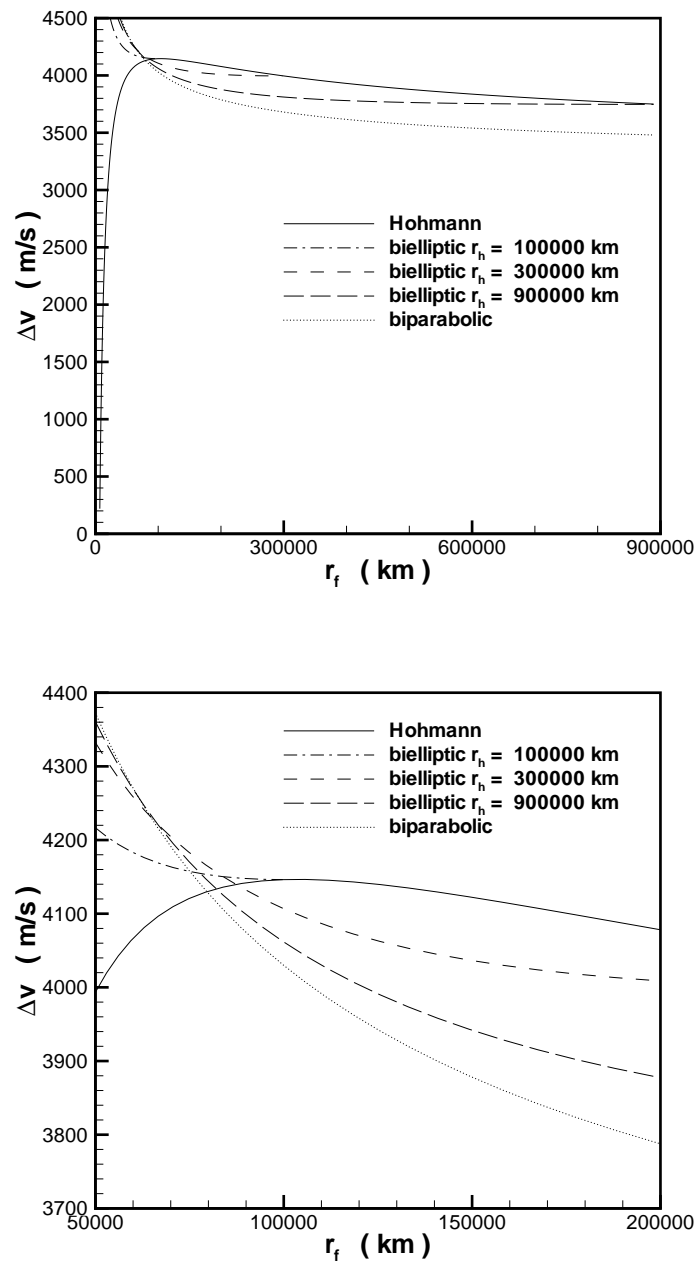 4500
4000
3500
3000
2500
2000
1500
1000
500
0
Δv ( m/s )
Hohmann
bielliptic r_h = 100000 km
bielliptic r_h = 300000 km
bielliptic r_h = 900000 km
biparabolic
0 300000 600000 900000
r_f ( km )
4400
4300
4200
4100
4000
3900
3800
3700
Δv ( m/s )
Hohmann
bielliptic r_h = 100000 km
bielliptic r_h = 300000 km
bielliptic r_h = 900000 km
biparabolic
50000 100000 150000 200000
r_f ( km )